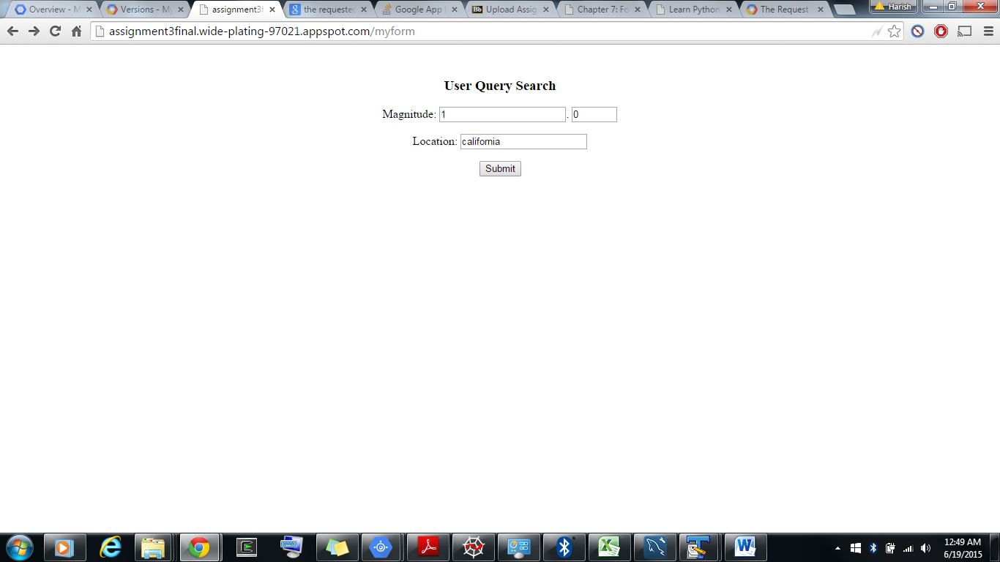 Overview - M Versions - My assignment3f the requested Google App Bb Upload Assig Chapter 7: Fo Learn Python The Request Harish
assignment3final.wide-plating-97021.appspot.com/myform
User Query Search
Magnitude: 1 . 0
Location: california
Submit
12:49 AM
6/19/2015